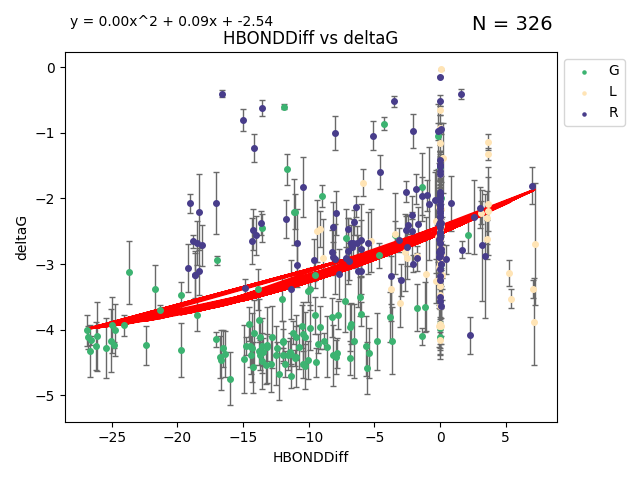 y = 0.00x^2 + 0.09x + -2.54
N = 326
HBONDDiff vs deltaG
G
L
R
0
−1
−2
−3
−4
−5
deltaG
−25
−20
−15
−10
−5
0
5
HBONDDiff